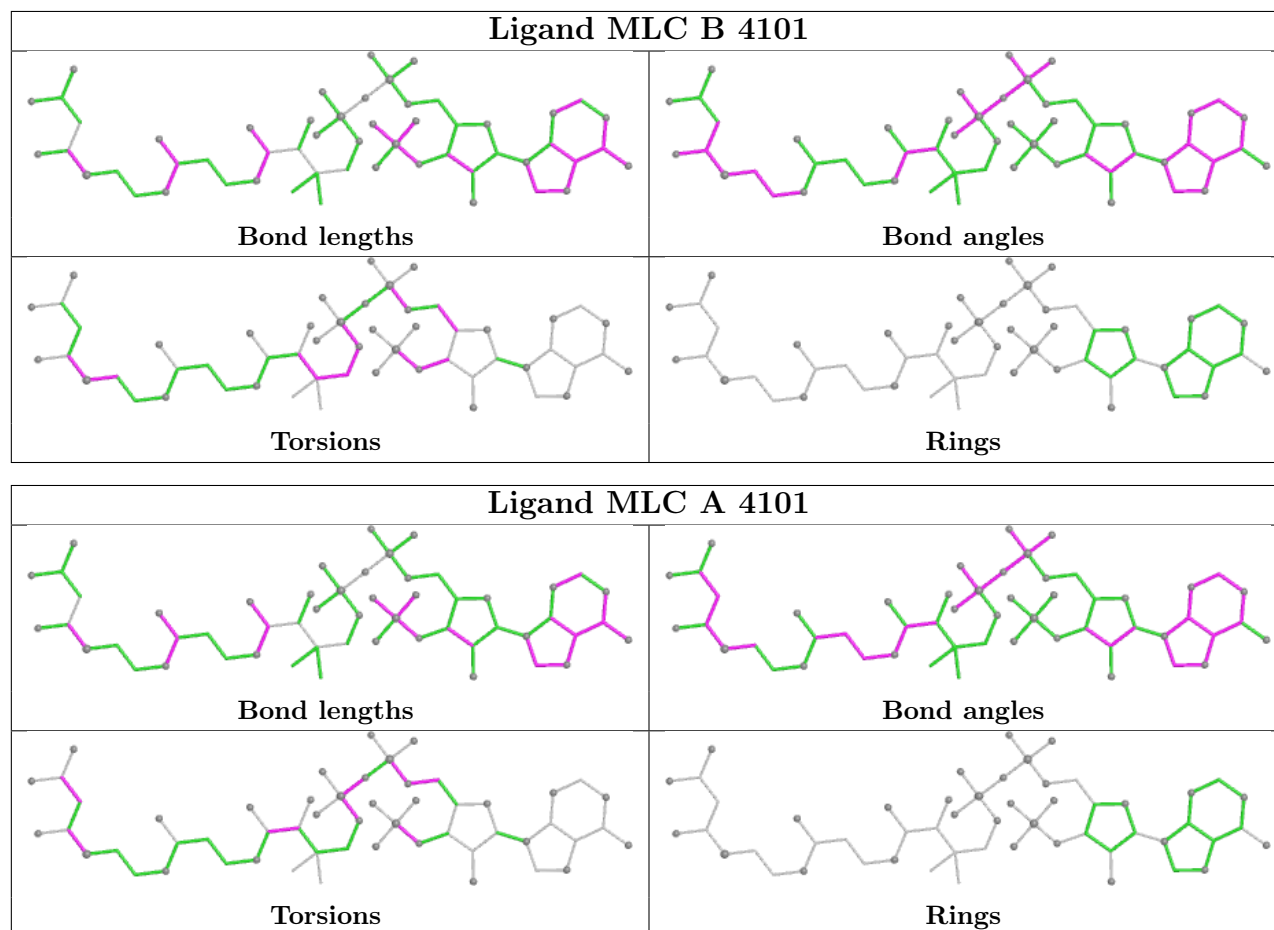 Ligand MLC B 4101
Bond lengths
Bond angles
Torsions
Rings
Ligand MLC A 4101
Bond lengths
Bond angles
Torsions
Rings